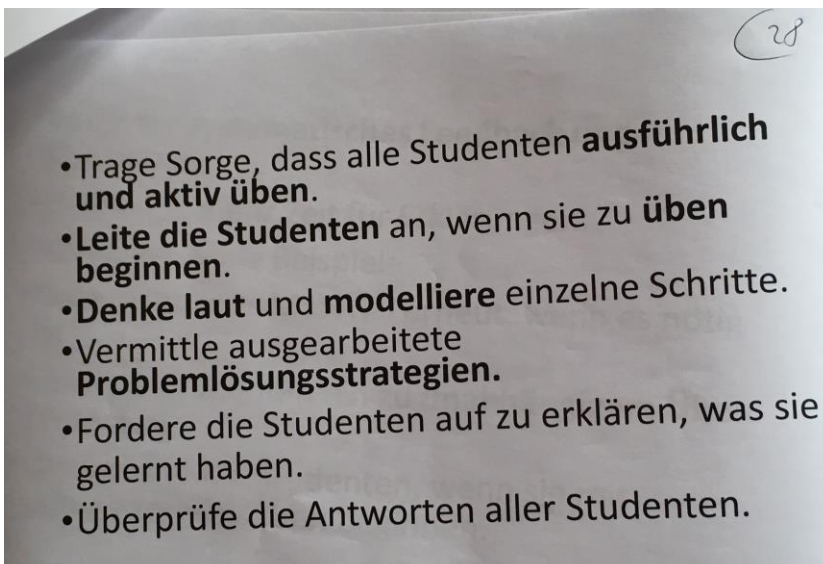 28
•Trage Sorge, dass alle Studenten ausführlich
und aktiv üben.
•Leite die Studenten an, wenn sie zu üben
beginnen.
•Denke laut und modelliere einzelne Schritte.
•Vermittle ausgearbeitete
Problemlösungsstrategien.
•Fordere die Studenten auf zu erklären, was sie
gelernt haben.
•Überprüfe die Antworten aller Studenten.